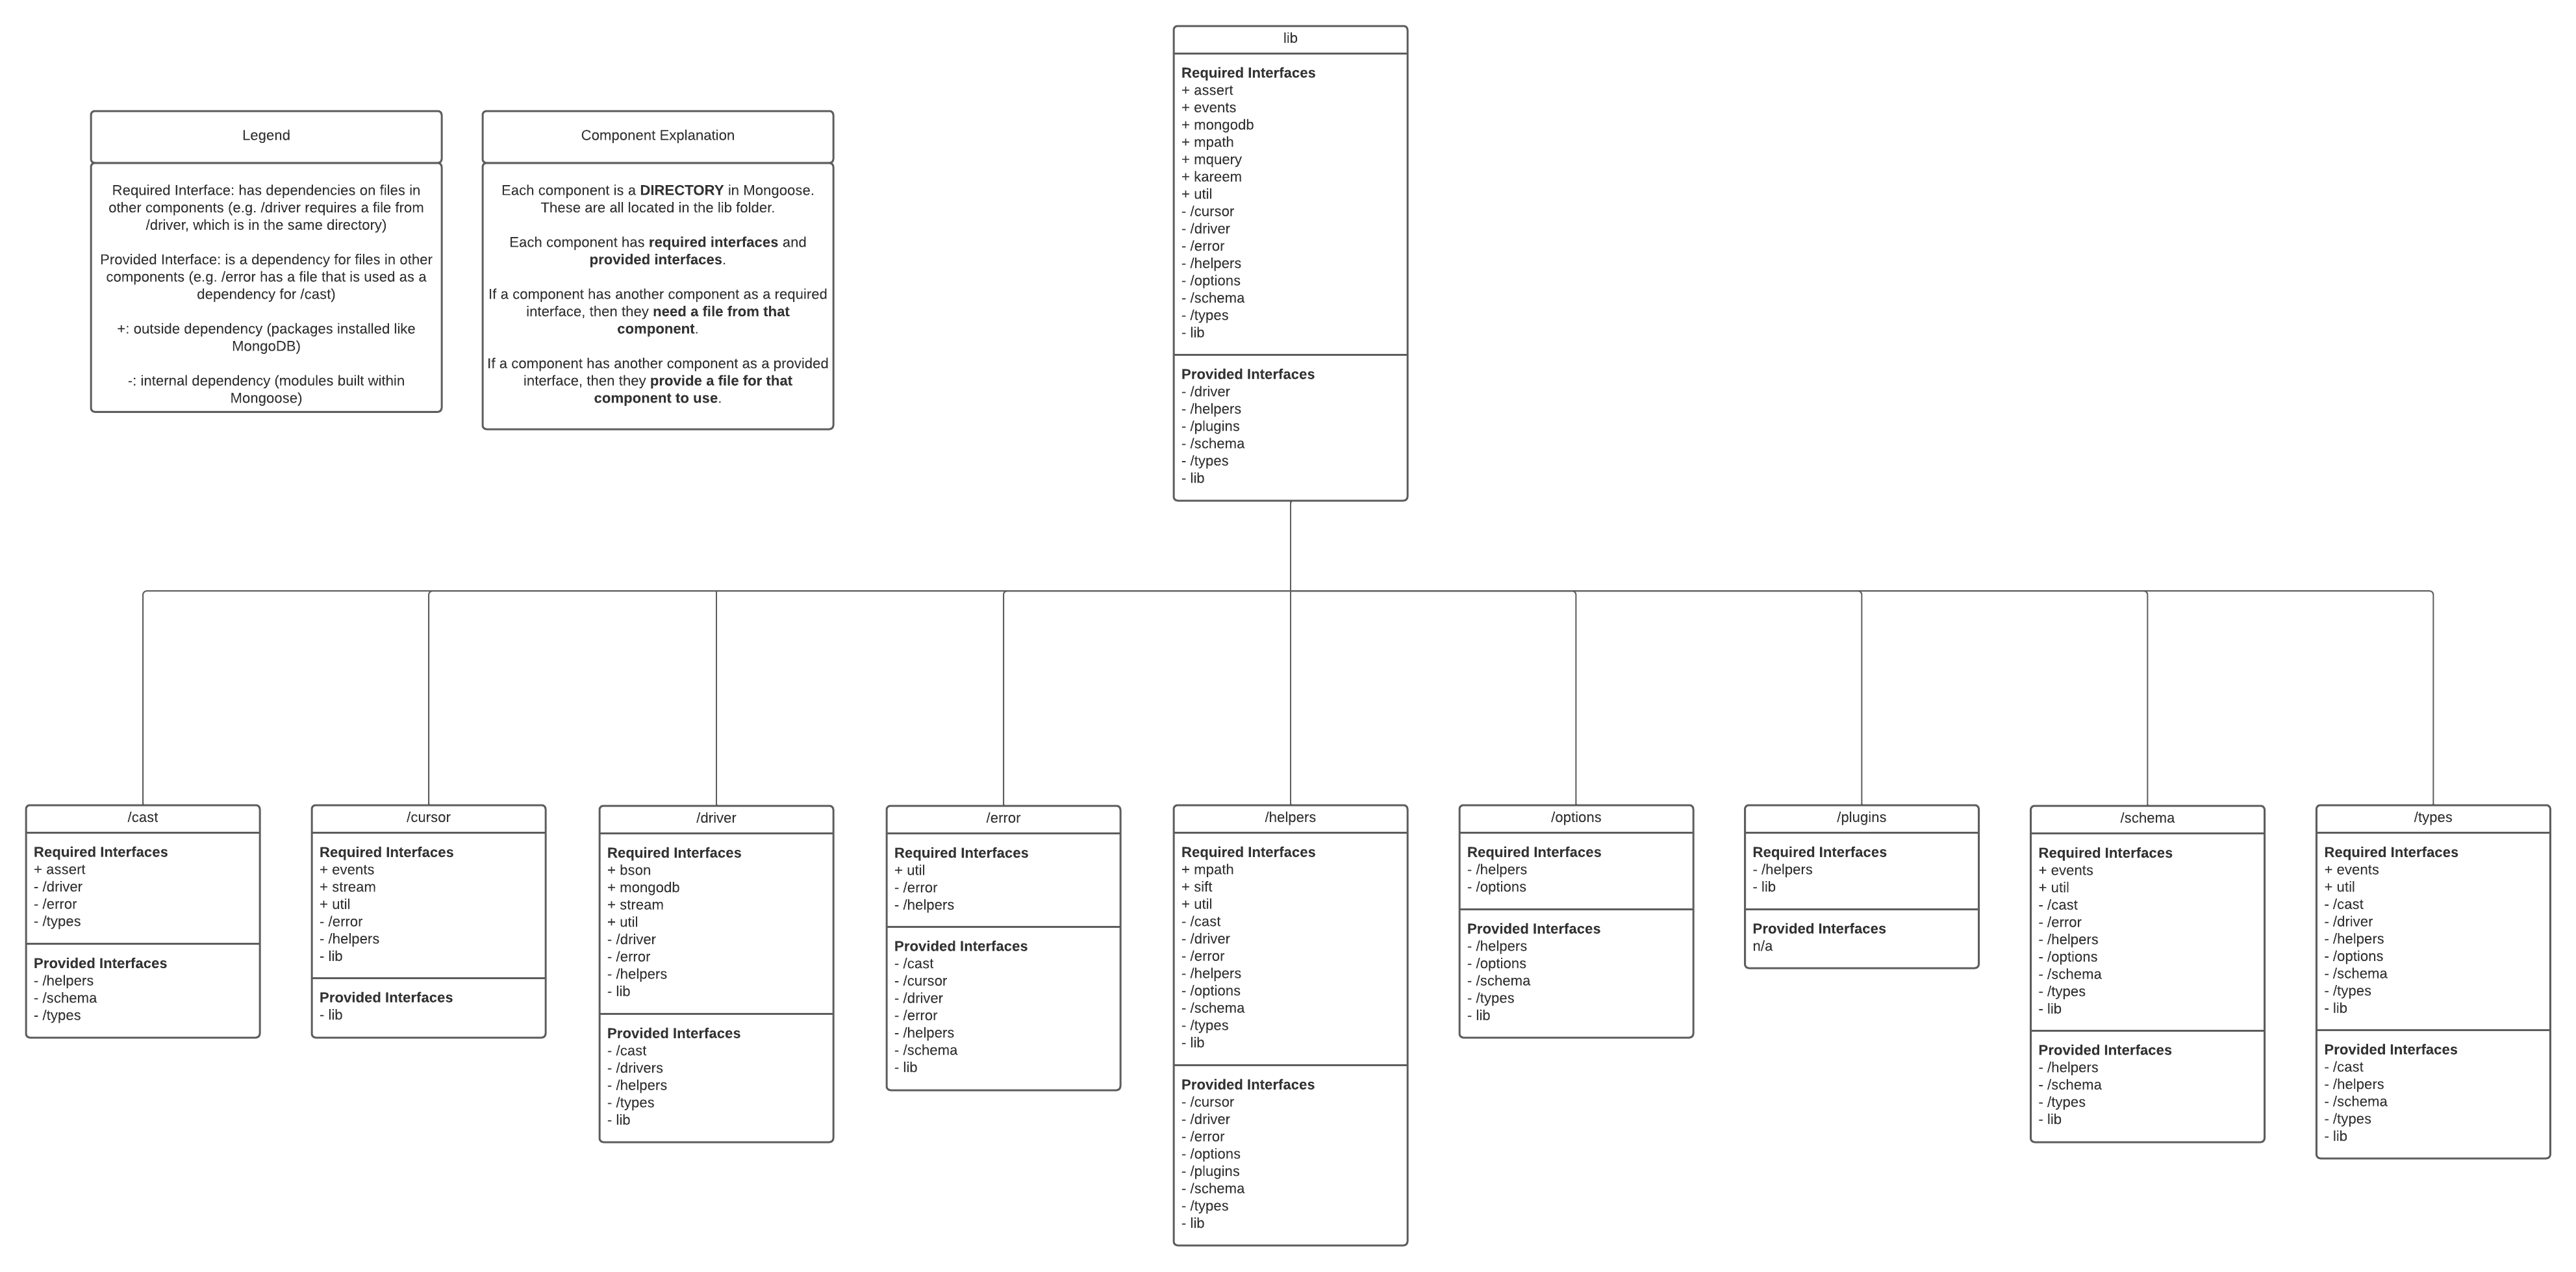 lib
Required Interfaces
+ assert
+ events
+ mongodb
+ mpath
+ mquery
+ kareem
+ util
- /cursor
- /driver
- /error
- /helpers
- /options
- /schema
- /types
- lib
Provided Interfaces
- /driver
- /helpers
- /plugins
- /schema
- /types
- lib
Legend
Required Interface: has dependencies on files in
other components (e.g. /driver requires a file from
/driver, which is in the same directory)
Provided Interface: is a dependency for files in other
components (e.g. /error has a file that is used as a
dependency for /cast)
+: outside dependency (packages installed like
MongoDB)
-: internal dependency (modules built within
Mongoose)
Component Explanation
Each component is a DIRECTORY in Mongoose.
These are all located in the lib folder.
Each component has required interfaces and
provided interfaces.
If a component has another component as a required
interface, then they need a file from that
component.
If a component has another component as a provided
interface, then they provide a file for that
component to use.
/cast
Required Interfaces
+ assert
- /driver
- /error
- /types
Provided Interfaces
- /helpers
- /schema
- /types
/cursor
Required Interfaces
+ events
+ stream
+ util
- /error
- /helpers
- lib
Provided Interfaces
- lib
/driver
Required Interfaces
+ bson
+ mongodb
+ stream
+ util
- /driver
- /error
- /helpers
- lib
Provided Interfaces
- /cast
- /drivers
- /helpers
- /types
- lib
/error
Required Interfaces
+ util
- /error
- /helpers
Provided Interfaces
- /cast
- /cursor
- /driver
- /error
- /helpers
- /schema
- lib
/helpers
Required Interfaces
+ mpath
+ sift
+ util
- /cast
- /driver
- /error
- /helpers
- /options
- /schema
- /types
- lib
Provided Interfaces
- /cursor
- /driver
- /error
- /options
- /plugins
- /schema
- /types
- lib
/options
Required Interfaces
- /helpers
- /options
Provided Interfaces
- /helpers
- /options
- /schema
- /types
- lib
/plugins
Required Interfaces
- /helpers
- lib
Provided Interfaces
n/a
/schema
Required Interfaces
+ events
+ util
- /cast
- /error
- /helpers
- /options
- /schema
- /types
- lib
Provided Interfaces
- /helpers
- /schema
- /types
- lib
/types
Required Interfaces
+ events
+ util
- /cast
- /driver
- /helpers
- /options
- /schema
- /types
- lib
Provided Interfaces
- /cast
- /helpers
- /schema
- /types
- lib